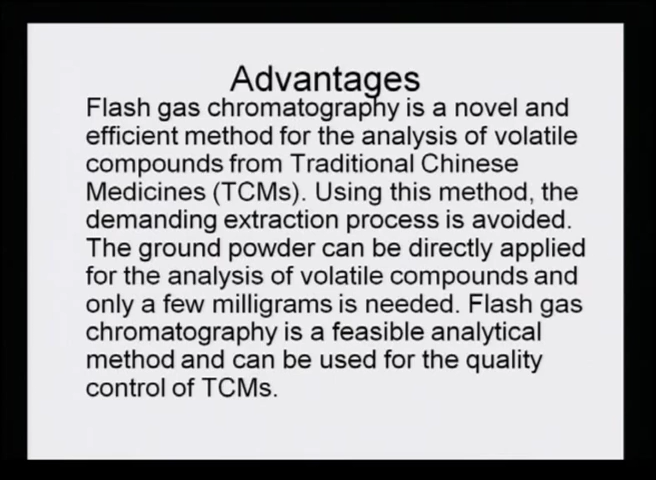 Advantages
Flash gas chromatography is a novel and
efficient method for the analysis of volatile
compounds from Traditional Chinese
Medicines (TCMs). Using this method, the
demanding extraction process is avoided.
The ground powder can be directly applied
for the analysis of volatile compounds and
only a few milligrams is needed. Flash gas
chromatography is a feasible analytical
method and can be used for the quality
control of TCMs.